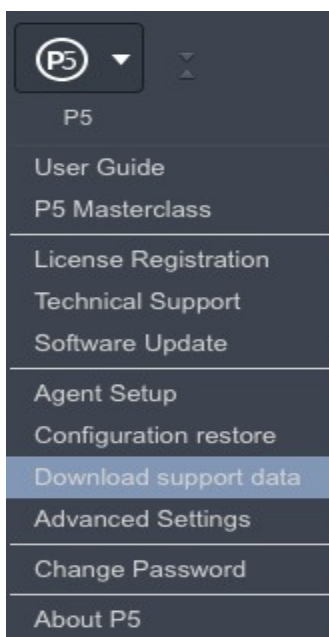 P5
P5
User Guide
P5 Masterclass
License Registration
Technical Support
Software Update
Agent Setup
Configuration restore
Download support data
Advanced Settings
Change Password
About P5